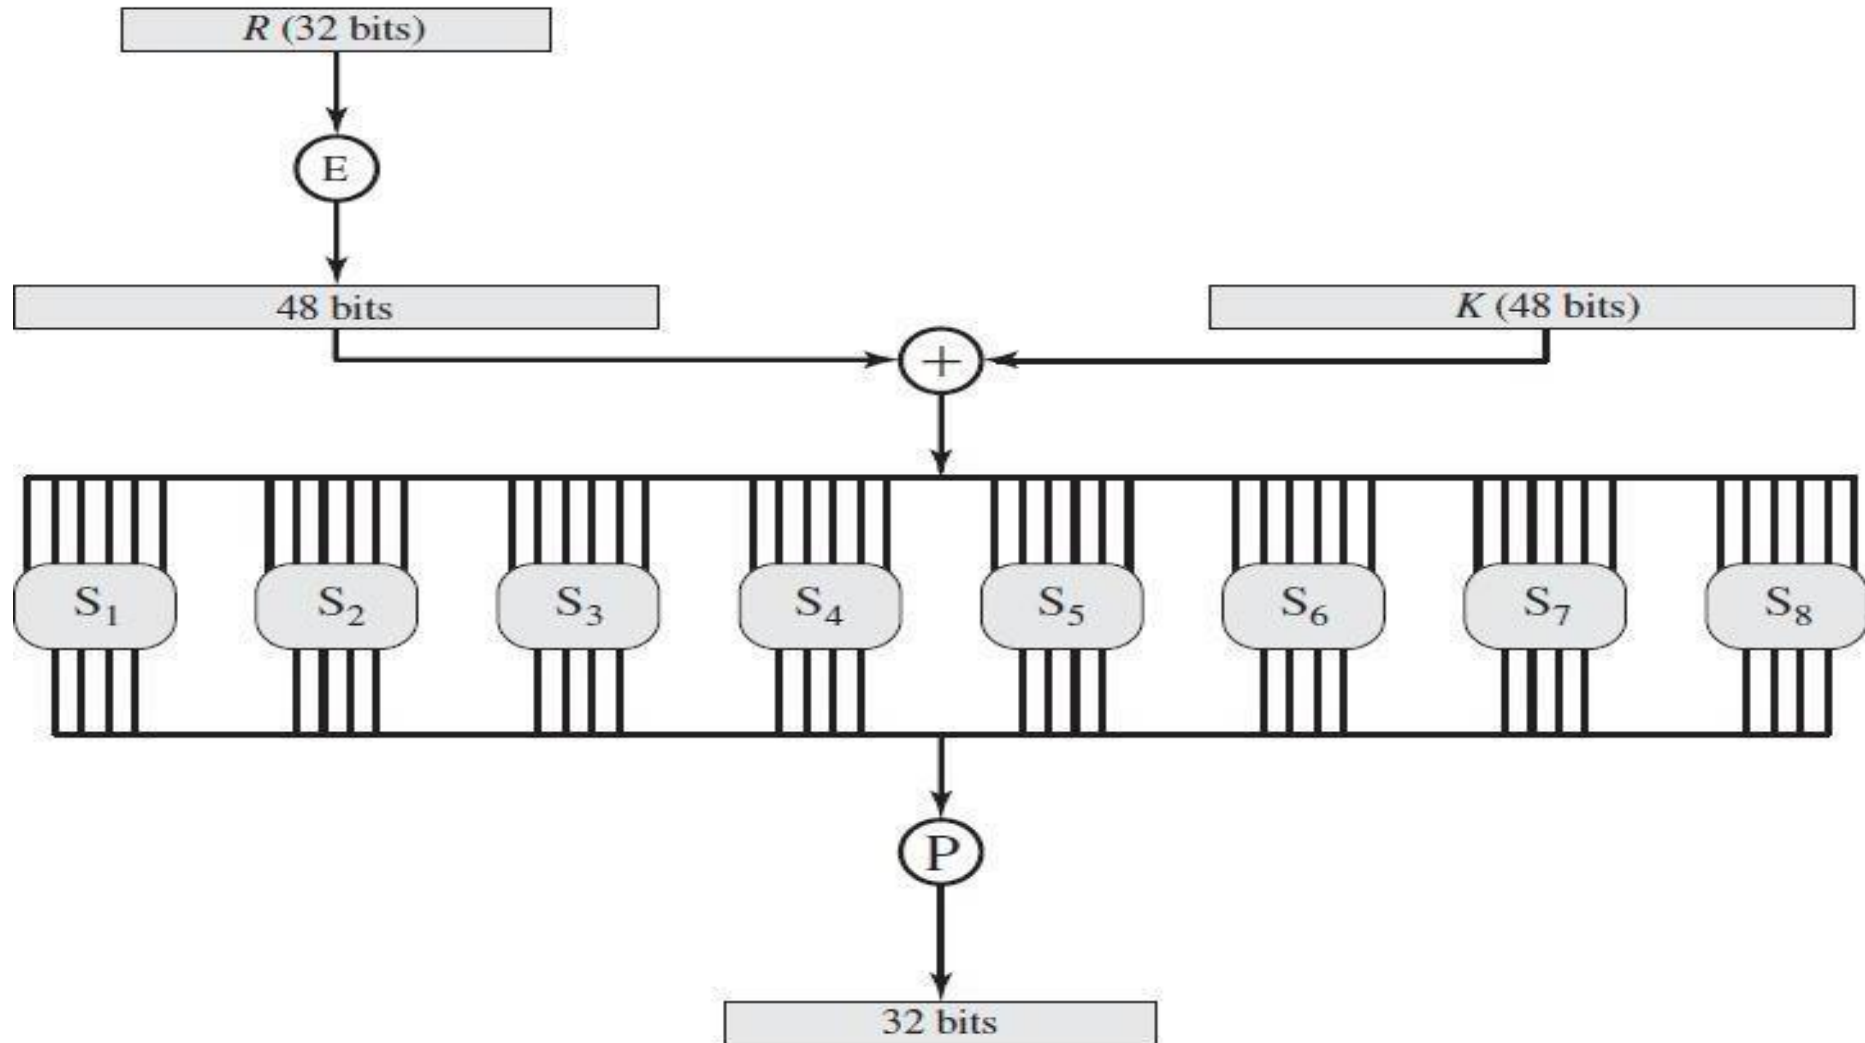 R (32 bits)
E
48 bits
K (48 bits)
+
S₁ S₂ S₃ S₄ S₅ S₆ S₇ S₈
P
32 bits